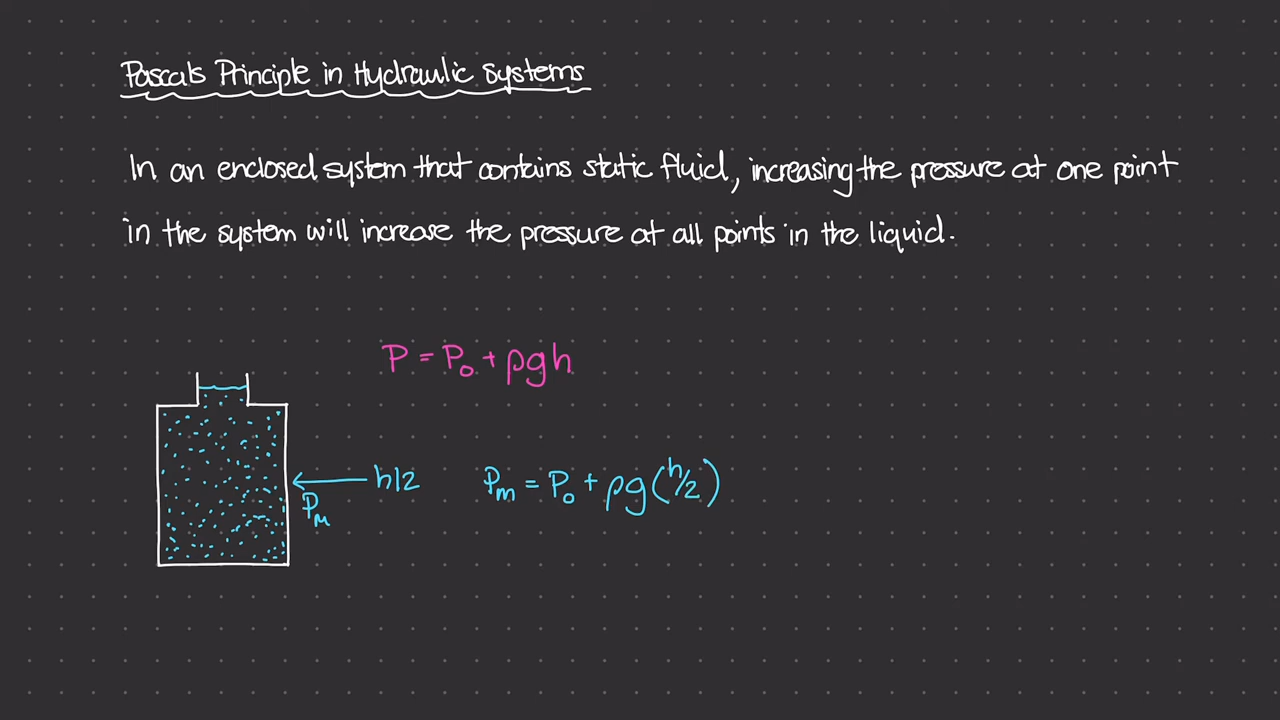 Pascals Principle in Hydraulic Systems
In an enclosed system that contains static fluid, increasing the pressure at one point
in the system will increase the pressure at all points in the liquid.
P = P₀ + ρgh
h/2
Pₘ = P₀ + ρg(h/2)
Pₘ